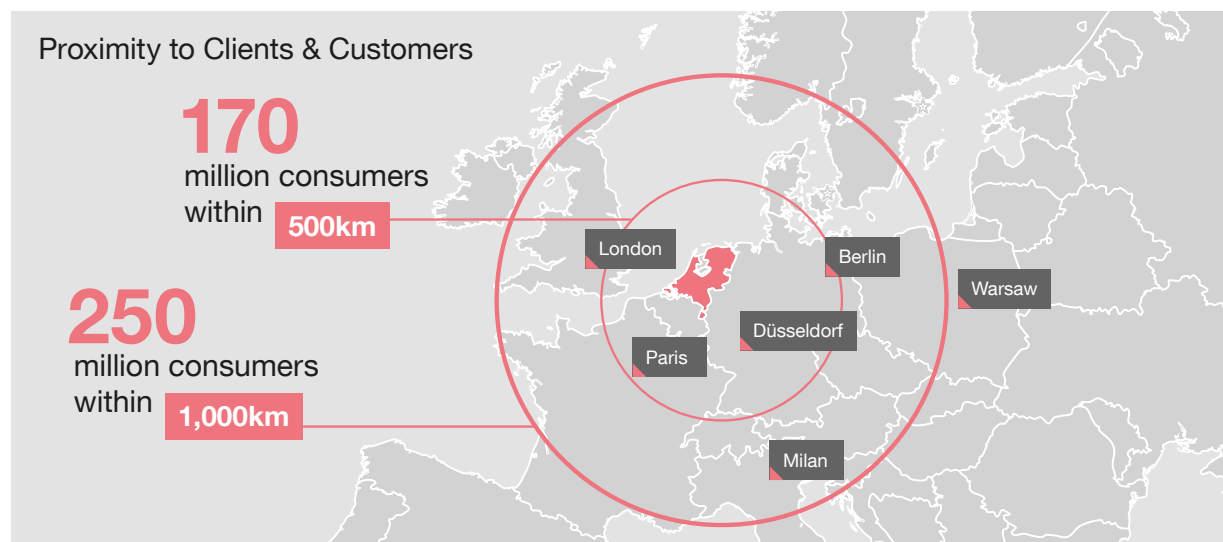 Proximity to Clients & Customers
170
million consumers
within 500km
250
million consumers
within 1,000km
London
Berlin
Warsaw
Düsseldorf
Paris
Milan